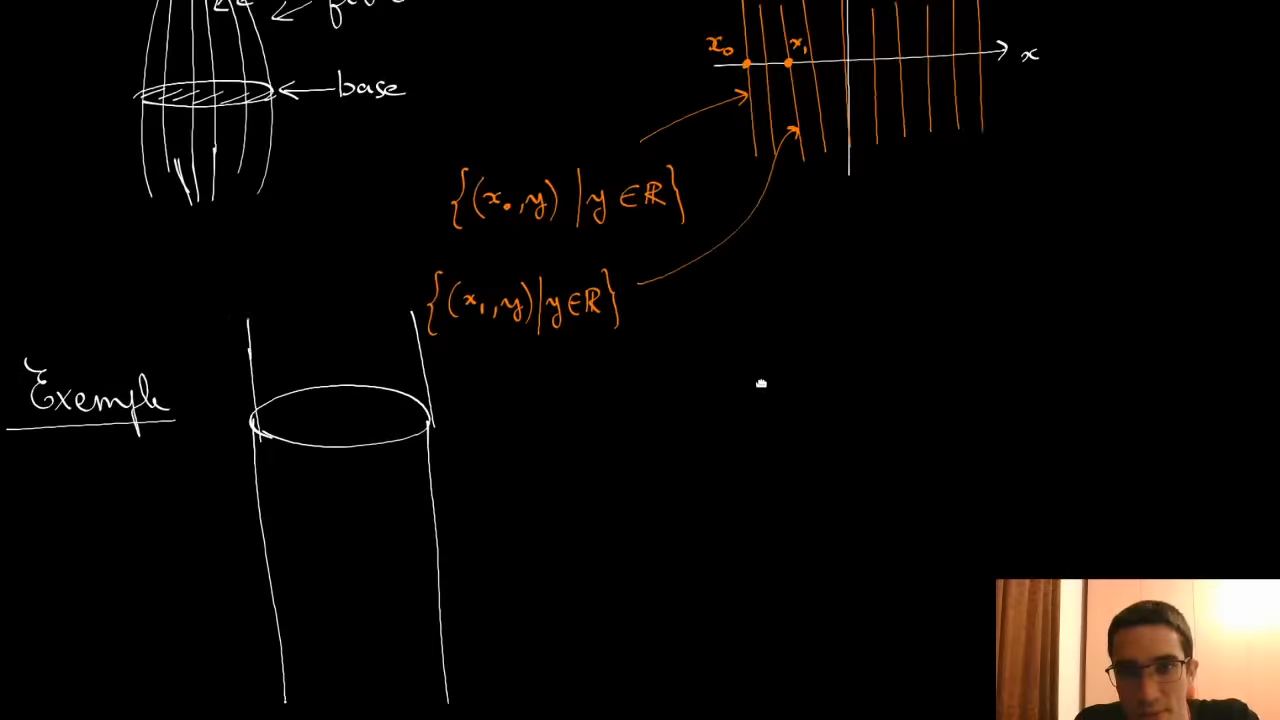 base
x₀ x₁ x
{(x₀,y) | y ∈ ℝ}
{(x₁,y) | y ∈ ℝ}
Exemple